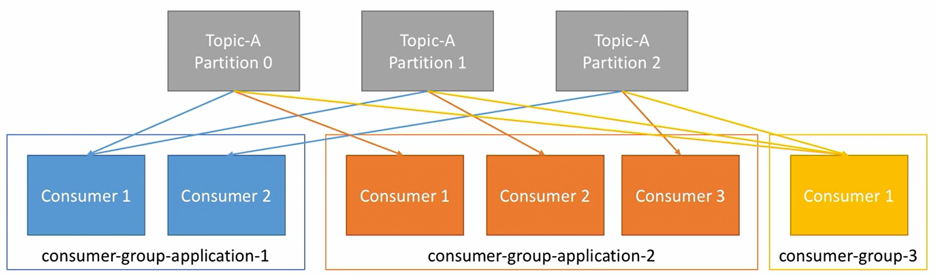 Topic-A
Partition 0
Topic-A
Partition 1
Topic-A
Partition 2
Consumer 1
Consumer 2
Consumer 1
Consumer 2
Consumer 3
Consumer 1
consumer-group-application-1
consumer-group-application-2
consumer-group-3